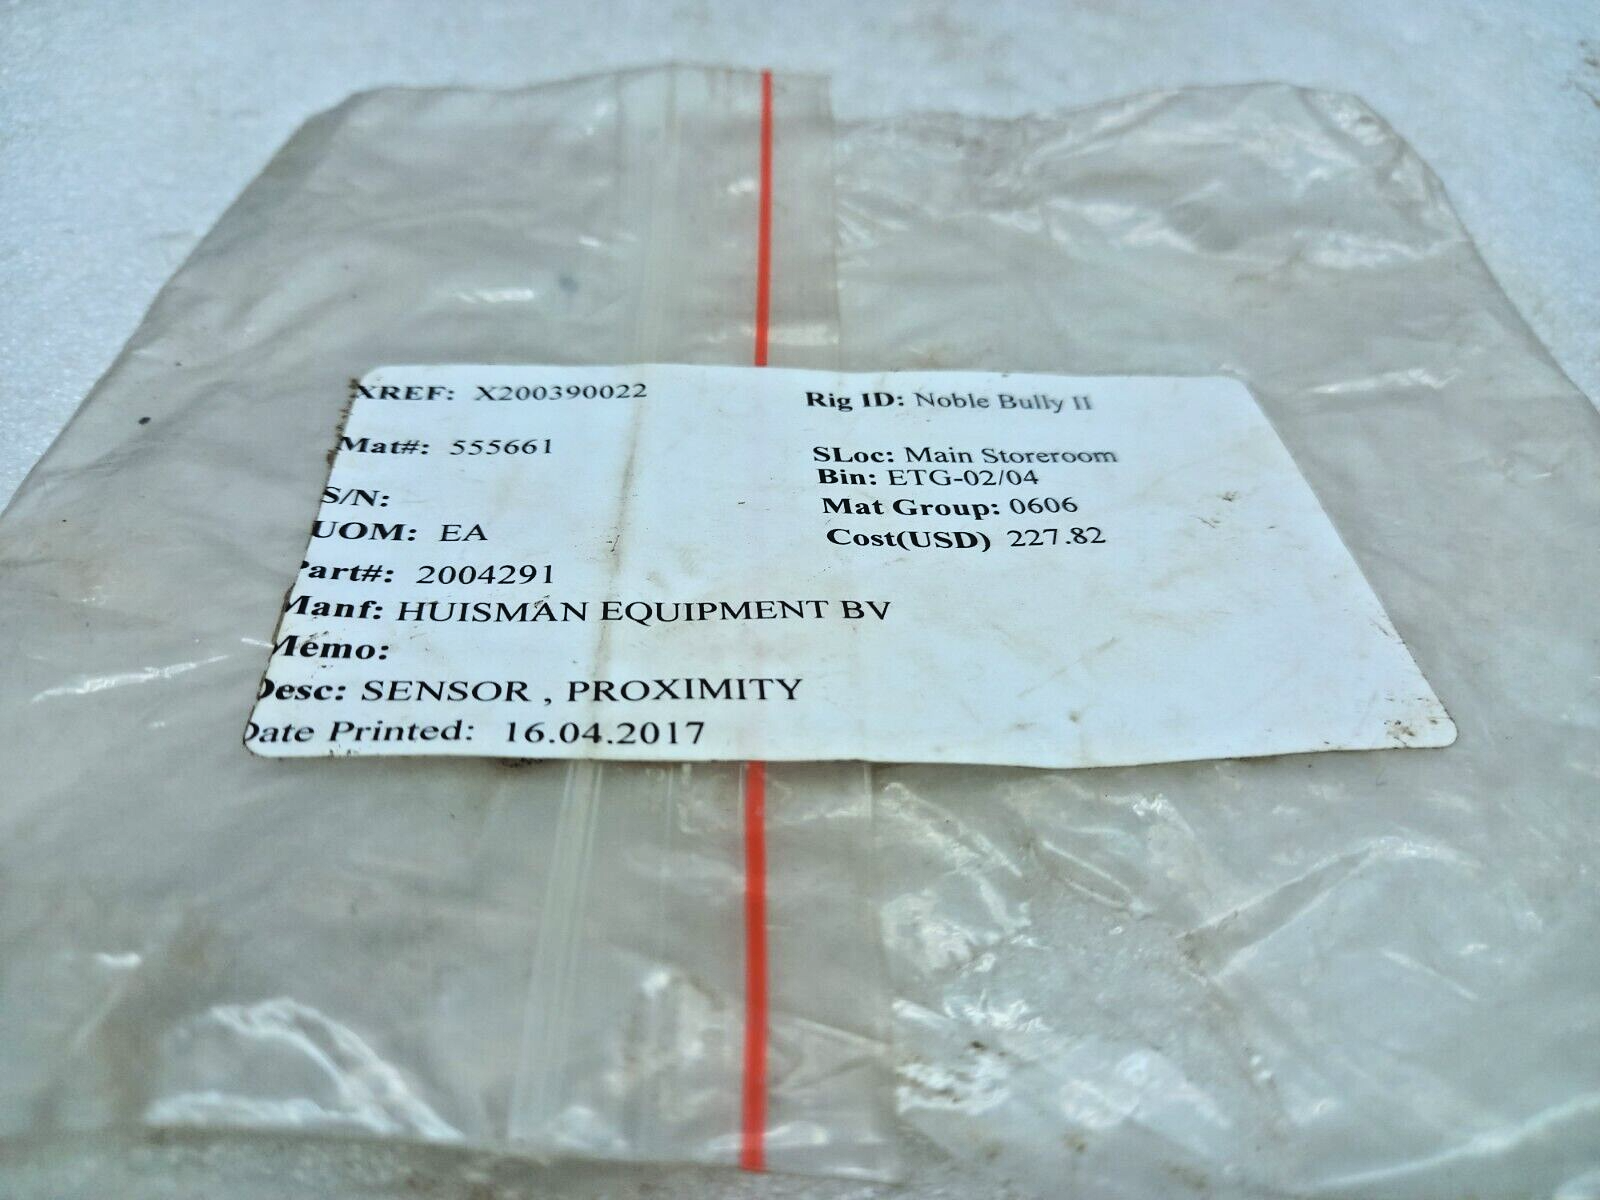 XREF: X200390022
Rig ID: Noble Bully II
Mat#: 555661
SLoc: Main Storeroom
Bin: ETG-02/04
S/N:
Mat Group: 0606
UOM: EA
Cost(USD) 227.82
Part#: 2004291
Manf: HUISMAN EQUIPMENT BV
Memo:
Desc: SENSOR , PROXIMITY
Date Printed: 16.04.2017